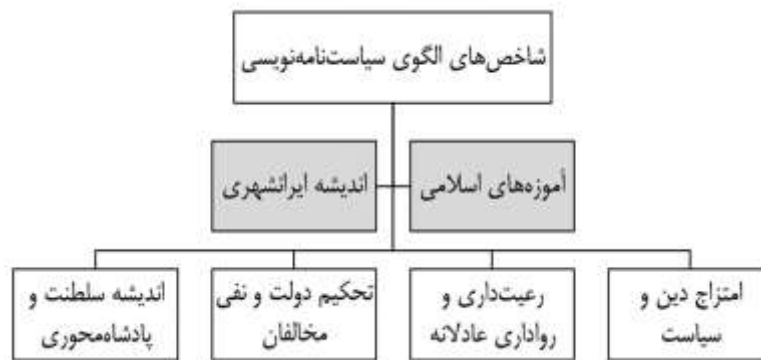 شاخص‌های الگوی سیاست‌نامه‌نویسی
آموزه‌های اسلامی
اندیشه ایرانشهری
امتزاج دین و
سیاست
رعیت‌داری و
رواداری عادلانه
تحکیم دولت و نفی
مخالفان
اندیشه سلطنت و
پادشاه‌محوری